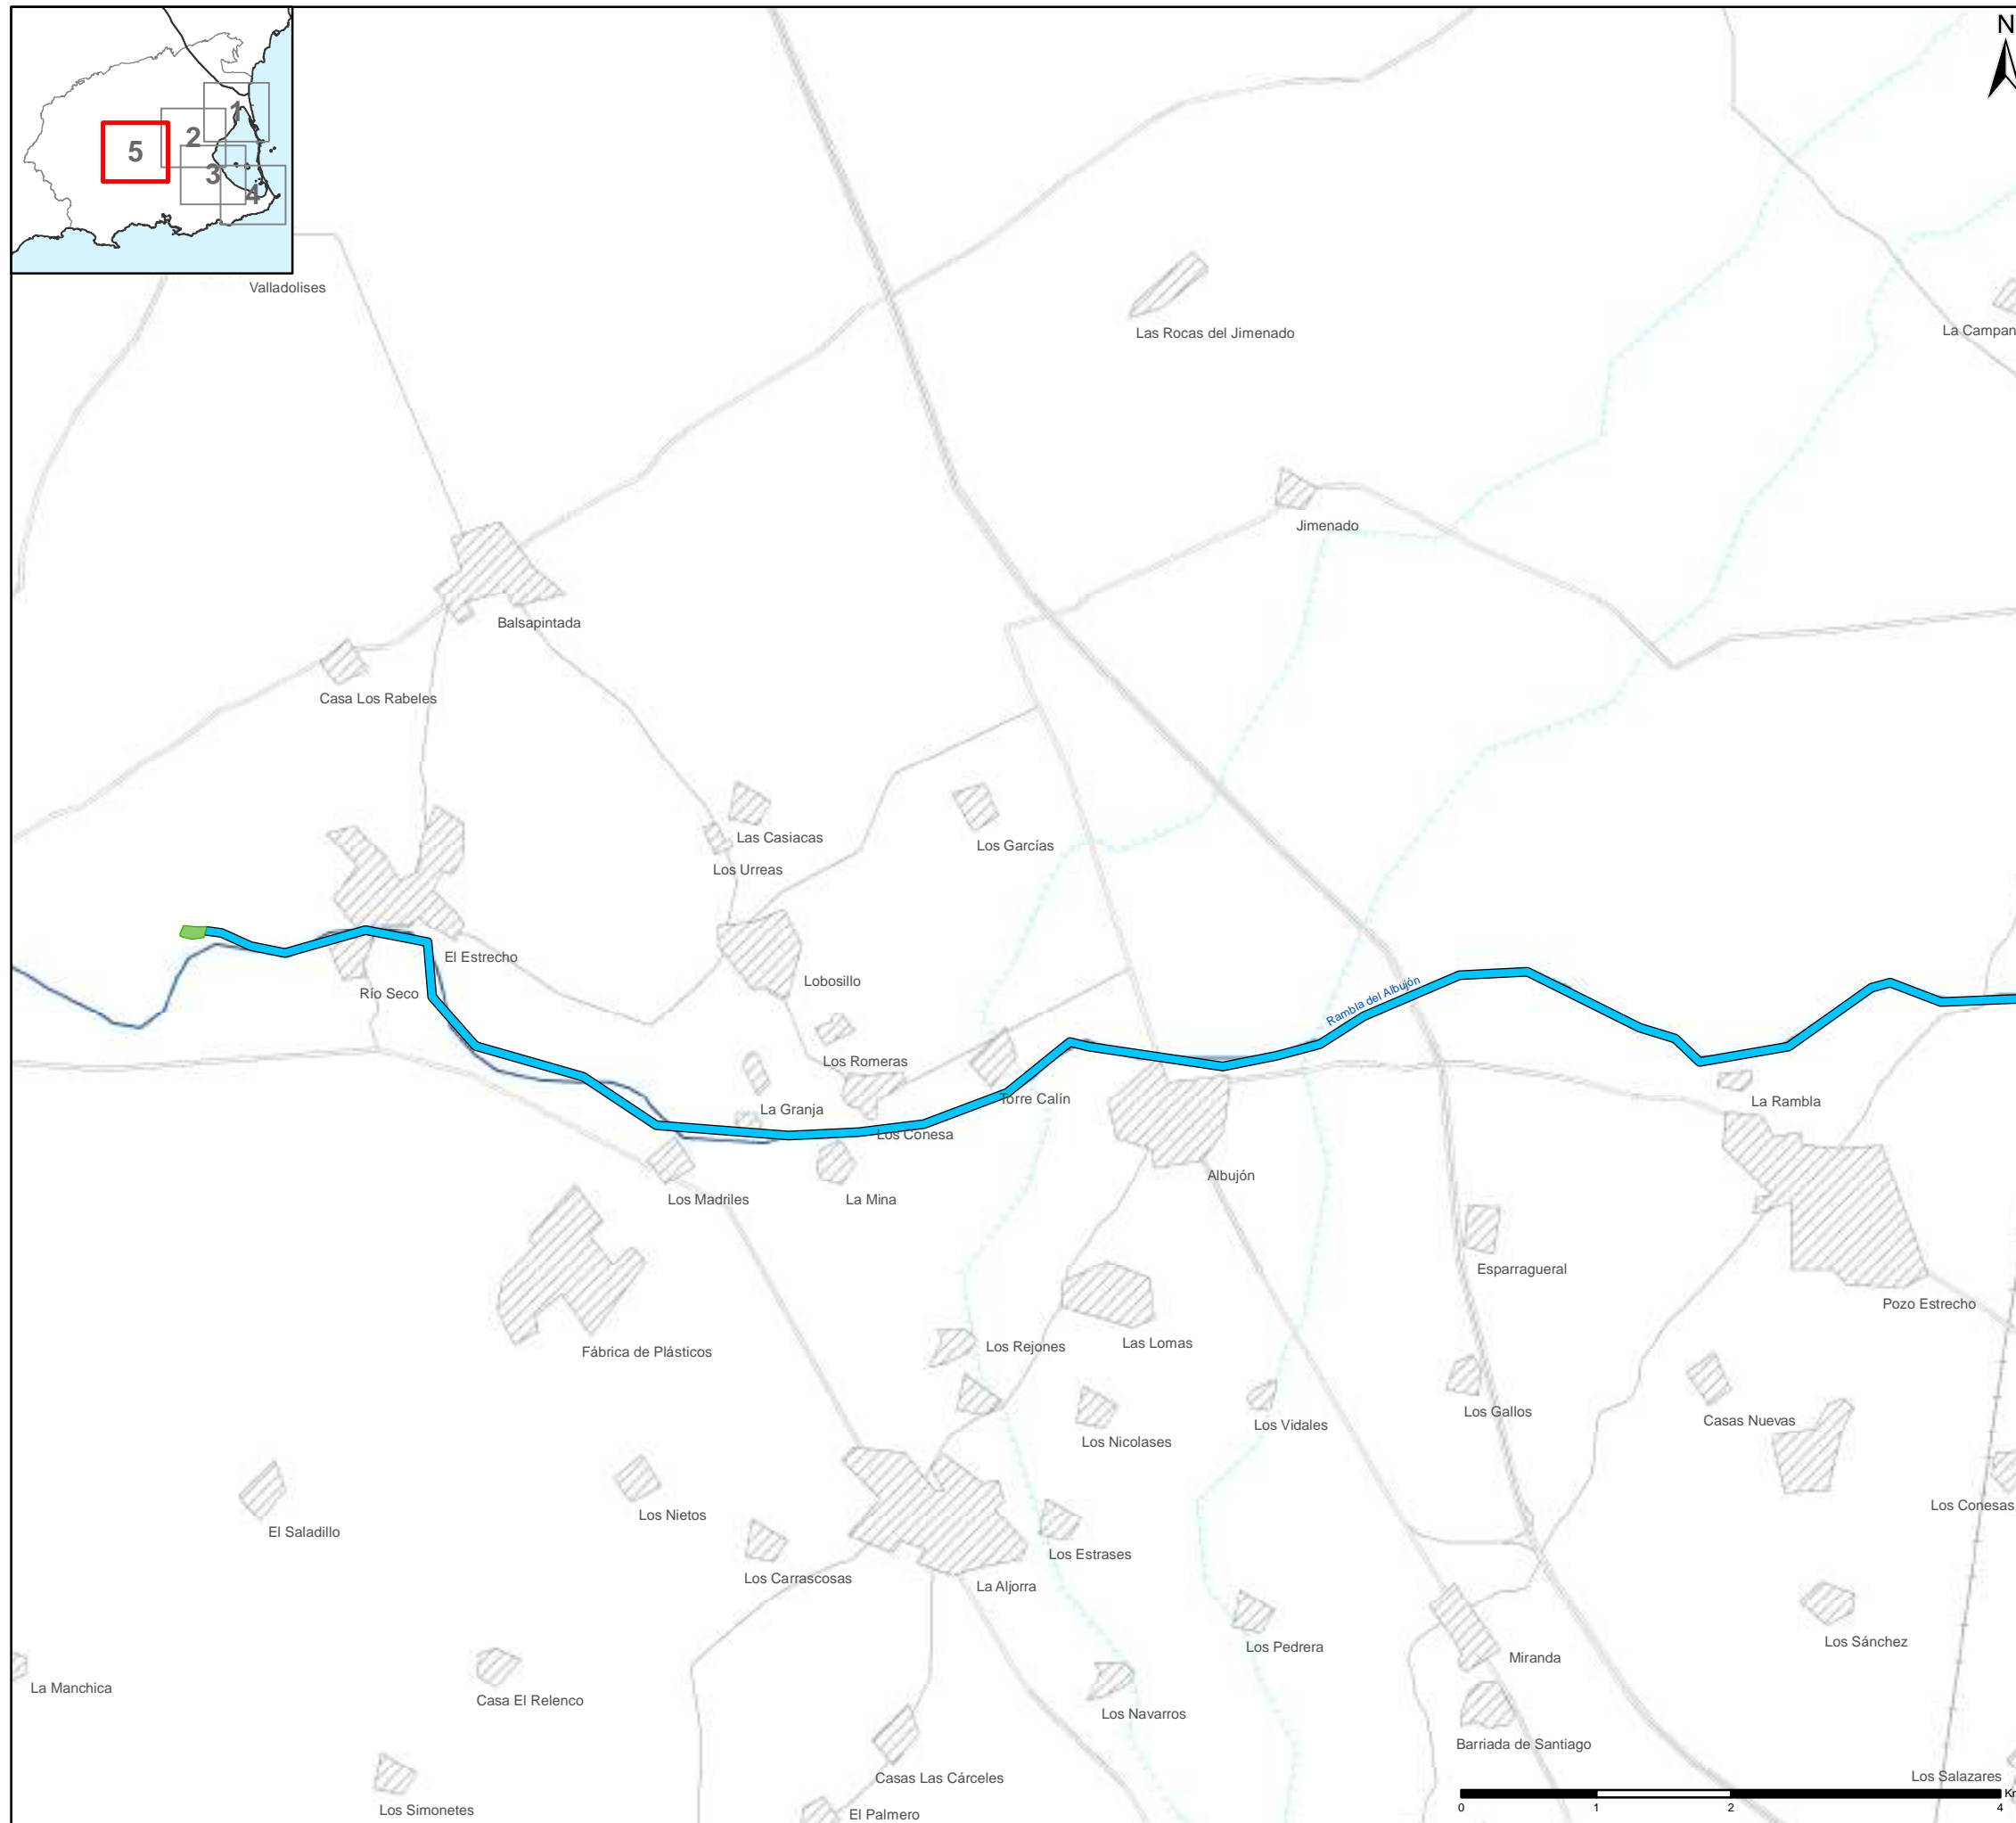 N
1
2
5
3
4
Valladolises
Las Rocas del Jimenado
La Campan
Jimenado
Balsapintada
Casa Los Rabeles
Las Casiacas
Los Garcías
Los Urreas
El Estrecho
Lobosillo
Río Seco
Rambla del Albujón
Los Romeras
Torre Calín
La Rambla
La Granja
Los Conesa
Albujón
Los Madriles
La Mina
Esparragueral
Pozo Estrecho
Fábrica de Plásticos
Los Rejones
Las Lomas
Los Gallos
Casas Nuevas
Los Vidales
Los Nicolases
Los Conesas
Los Nietos
El Saladillo
Los Estrases
Los Carrascosas
La Aljorra
Los Sánchez
Los Pedrera
Miranda
La Manchica
Casa El Relenco
Los Navarros
Barriada de Santiago
Casas Las Cárceles
Los Salazares
Los Simonetes
El Palmero
0 1 2 4